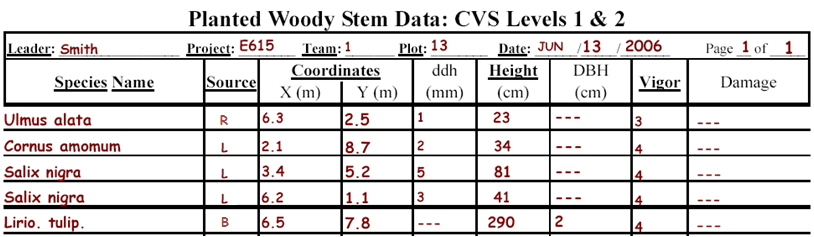 Planted Woody Stem Data: CVS Levels 1 & 2
Leader: Smith Project: E615 Team: 1 Plot: 13 Date: JUN /13 / 2006 Page 1 of 1
Species Name Source Coordinates ddh Height DBH Vigor Damage
X (m) Y (m) (mm) (cm) (cm)
Ulmus alata R 6.3 2.5 1 23 --- 3 ---
Cornus amomum L 2.1 8.7 2 34 --- 4 ---
Salix nigra L 3.4 5.2 5 81 --- 4 ---
Salix nigra L 6.2 1.1 3 41 --- 4 ---
Lirio. tulip. B 6.5 7.8 --- 290 2 4 ---